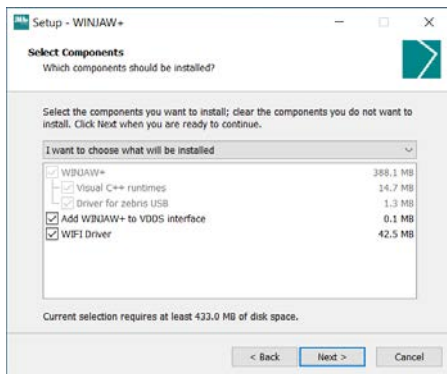 Setup - WINJAW+
Select Components
Which components should be installed?
Select the components you want to install; clear the components you do not want to
install. Click Next when you are ready to continue.
I want to choose what will be installed
WINJAW+ 388.1 MB
Visual C++ runtimes 14.7 MB
Driver for zebris USB 1.3 MB
Add WINJAW+ to VDDS interface 0.1 MB
WIFI Driver 42.5 MB
Current selection requires at least 433.0 MB of disk space.
< Back Next > Cancel